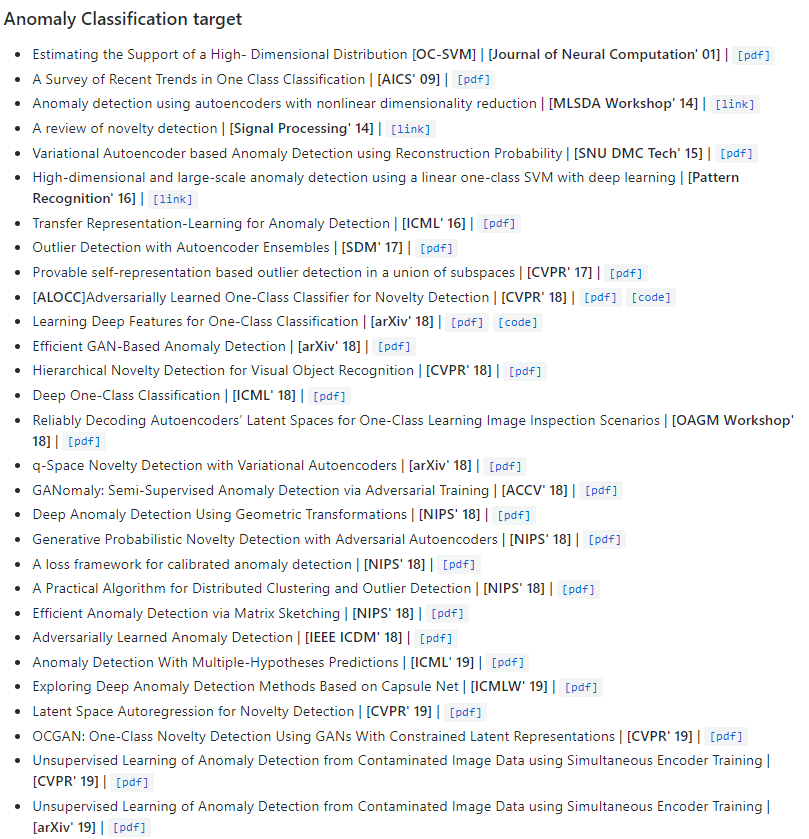 Anomaly Classification target
Estimating the Support of a High- Dimensional Distribution [OC-SVM] | [Journal of Neural Computation' 01] | [pdf]
A Survey of Recent Trends in One Class Classification | [AICS' 09] | [pdf]
Anomaly detection using autoencoders with nonlinear dimensionality reduction | [MLSDA Workshop' 14] | [link]
A review of novelty detection | [Signal Processing' 14] | [link]
Variational Autoencoder based Anomaly Detection using Reconstruction Probability | [SNU DMC Tech' 15] | [pdf]
High-dimensional and large-scale anomaly detection using a linear one-class SVM with deep learning | [Pattern
Recognition' 16] | [link]
Transfer Representation-Learning for Anomaly Detection | [ICML' 16] | [pdf]
Outlier Detection with Autoencoder Ensembles | [SDM' 17] | [pdf]
Provable self-representation based outlier detection in a union of subspaces | [CVPR' 17] | [pdf]
[ALOCC]Adversarially Learned One-Class Classifier for Novelty Detection | [CVPR' 18] | [pdf] [code]
Learning Deep Features for One-Class Classification | [arXiv' 18] | [pdf] [code]
Efficient GAN-Based Anomaly Detection | [arXiv' 18] | [pdf]
Hierarchical Novelty Detection for Visual Object Recognition | [CVPR' 18] | [pdf]
Deep One-Class Classification | [ICML' 18] | [pdf]
Reliably Decoding Autoencoders' Latent Spaces for One-Class Learning Image Inspection Scenarios | [OAGM Workshop'
18] | [pdf]
q-Space Novelty Detection with Variational Autoencoders | [arXiv' 18] | [pdf]
GANomaly: Semi-Supervised Anomaly Detection via Adversarial Training | [ACCV' 18] | [pdf]
Deep Anomaly Detection Using Geometric Transformations | [NIPS' 18] | [pdf]
Generative Probabilistic Novelty Detection with Adversarial Autoencoders | [NIPS' 18] | [pdf]
A loss framework for calibrated anomaly detection | [NIPS' 18] | [pdf]
A Practical Algorithm for Distributed Clustering and Outlier Detection | [NIPS' 18] | [pdf]
Efficient Anomaly Detection via Matrix Sketching | [NIPS' 18] | [pdf]
Adversarially Learned Anomaly Detection | [IEEE ICDM' 18] | [pdf]
Anomaly Detection With Multiple-Hypotheses Predictions | [ICML' 19] | [pdf]
Exploring Deep Anomaly Detection Methods Based on Capsule Net | [ICMLW' 19] | [pdf]
Latent Space Autoregression for Novelty Detection | [CVPR' 19] | [pdf]
OCGAN: One-Class Novelty Detection Using GANs With Constrained Latent Representations | [CVPR' 19] | [pdf]
Unsupervised Learning of Anomaly Detection from Contaminated Image Data using Simultaneous Encoder Training |
[CVPR' 19] | [pdf]
Unsupervised Learning of Anomaly Detection from Contaminated Image Data using Simultaneous Encoder Training |
[arXiv' 19] | [pdf]